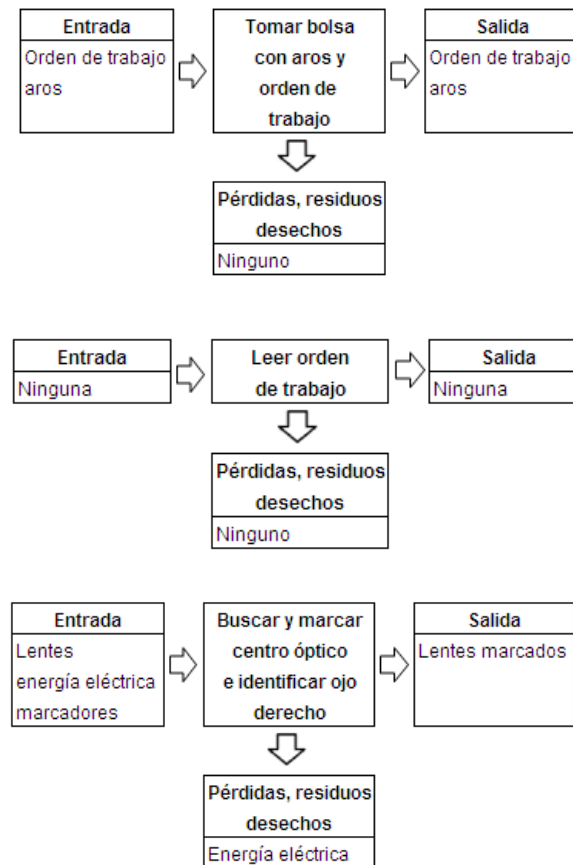 Entrada
Orden de trabajo
aros
Tomar bolsa
con aros y
orden de
trabajo
Salida
Orden de trabajo
aros
Pérdidas, residuos
desechos
Ninguno
Entrada
Ninguna
Leer orden
de trabajo
Salida
Ninguna
Pérdidas, residuos
desechos
Ninguno
Entrada
Lentes
energía eléctrica
marcadores
Buscar y marcar
centro óptico
e identificar ojo
derecho
Salida
Lentes marcados
Pérdidas, residuos
desechos
Energía eléctrica